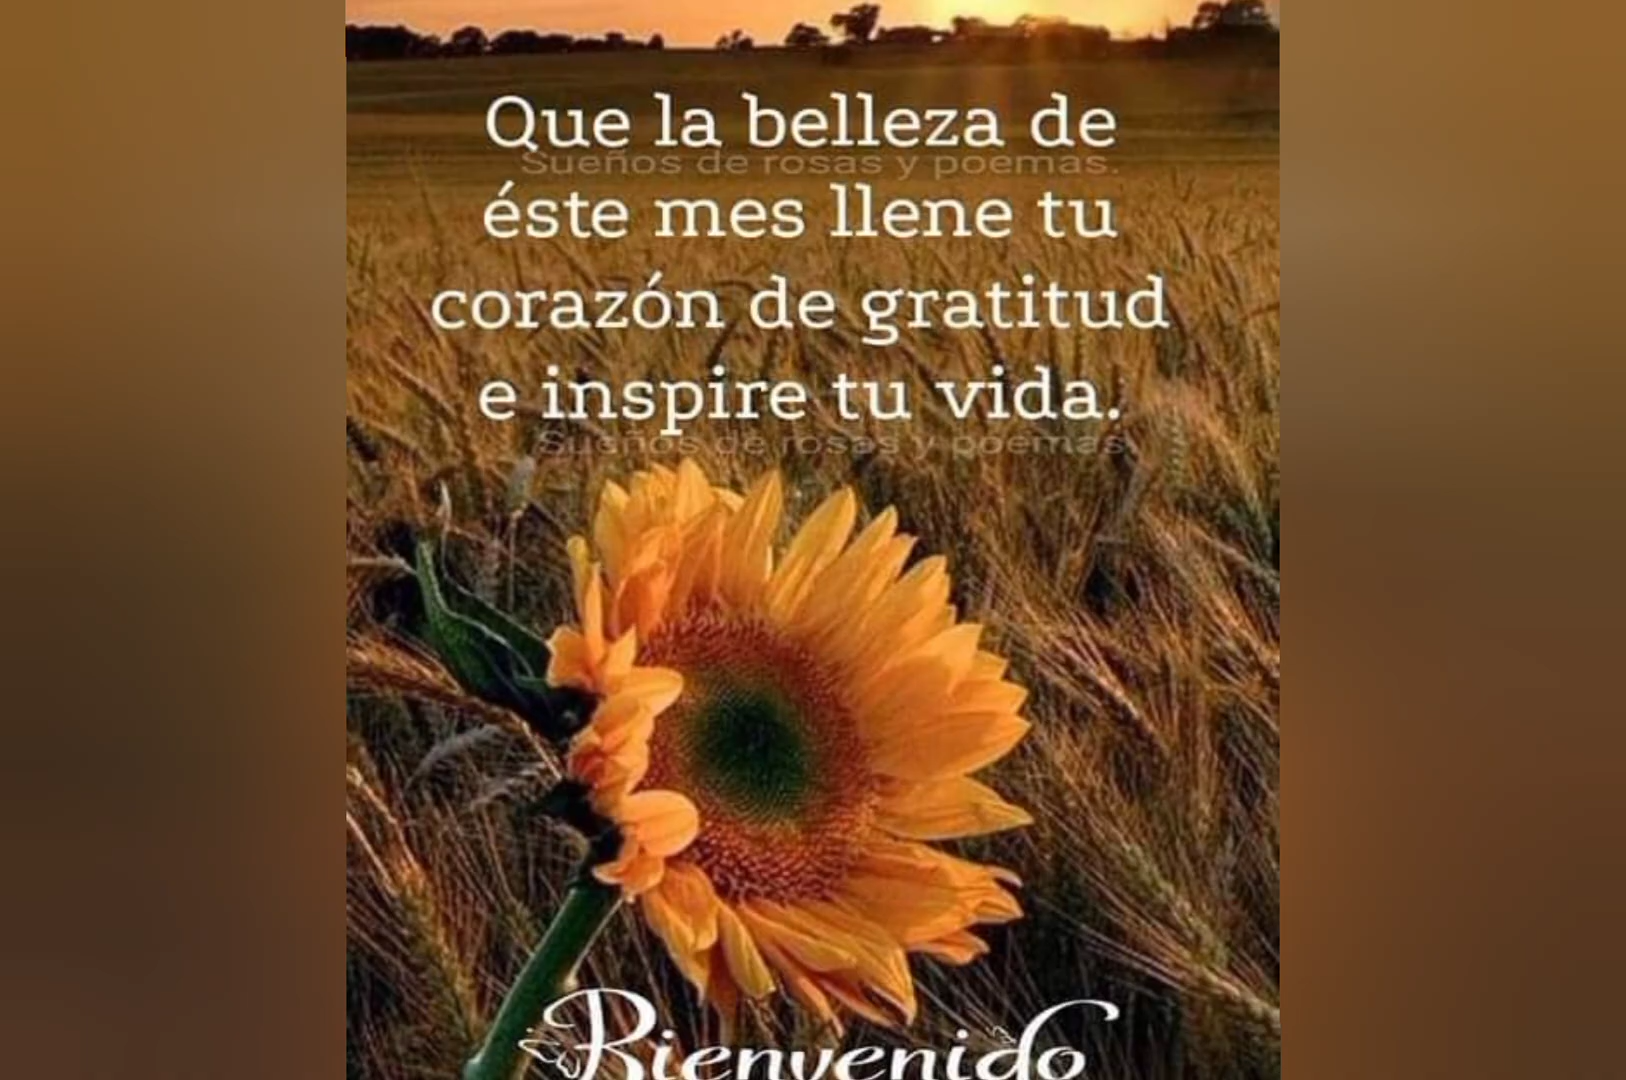 Que la belleza de
Sueños de rosas y poemas.
éste mes llene tu
corazón de gratitud
e inspire tu vida.
Sueños de rosas y poemas.
Bienvenido